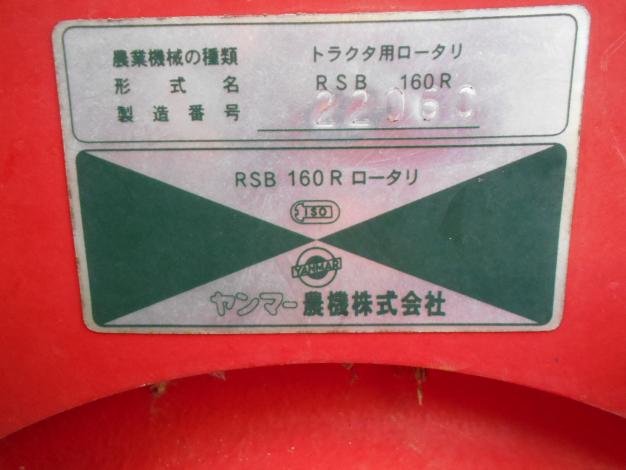 農業機械の種類 トラクタ用ロータリ
形式名 RSB 160R
製造番号 22060
RSB 160R ロータリ
ISO
YANMAR
ヤンマー農機株式会社